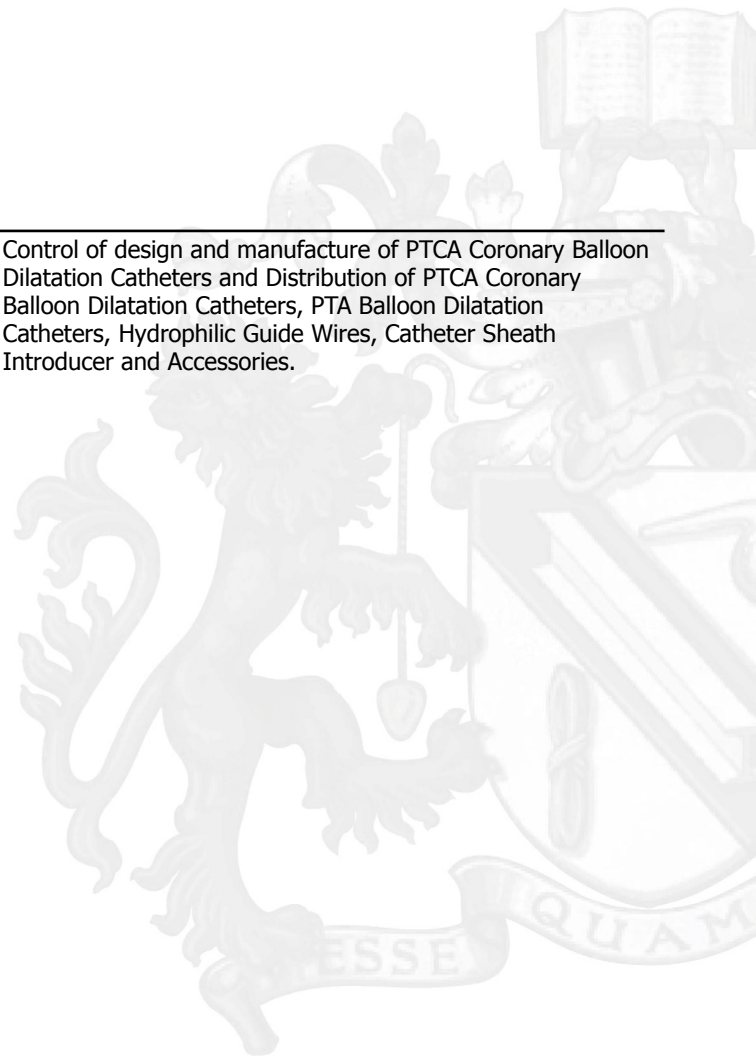 Control of design and manufacture of PTCA Coronary Balloon
Dilatation Catheters and Distribution of PTCA Coronary
Balloon Dilatation Catheters, PTA Balloon Dilatation
Catheters, Hydrophilic Guide Wires, Catheter Sheath
Introducer and Accessories.
ESSE QUAM